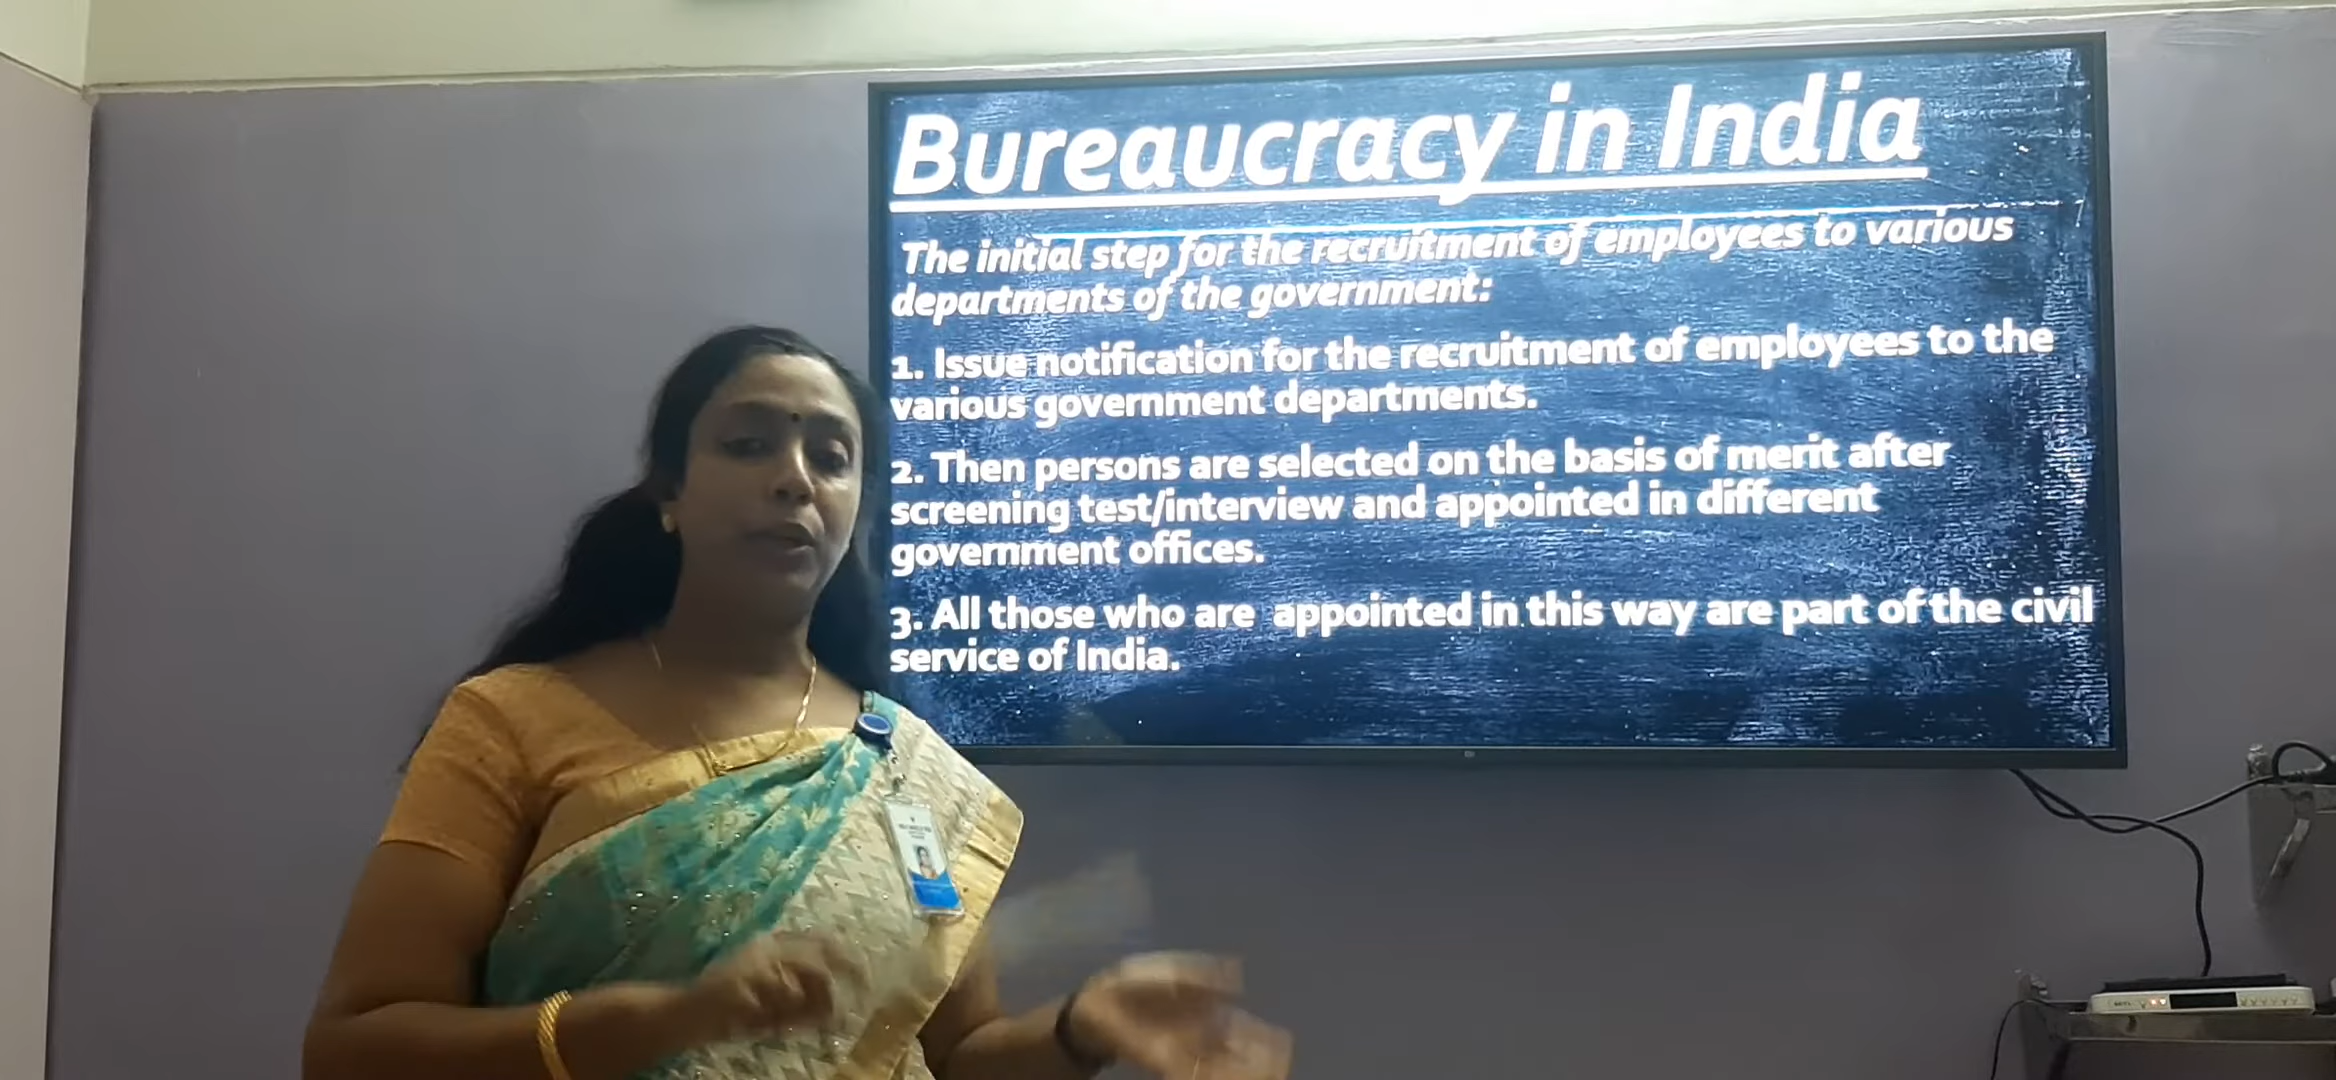 Bureaucracy in India
The initial step for the recruitment of employees to various
departments of the government:
1. Issue notification for the recruitment of employees to the
various government departments.
2. Then persons are selected on the basis of merit after
screening test/interview and appointed in different
government offices.
3. All those who are appointed in this way are part of the civil
service of India.